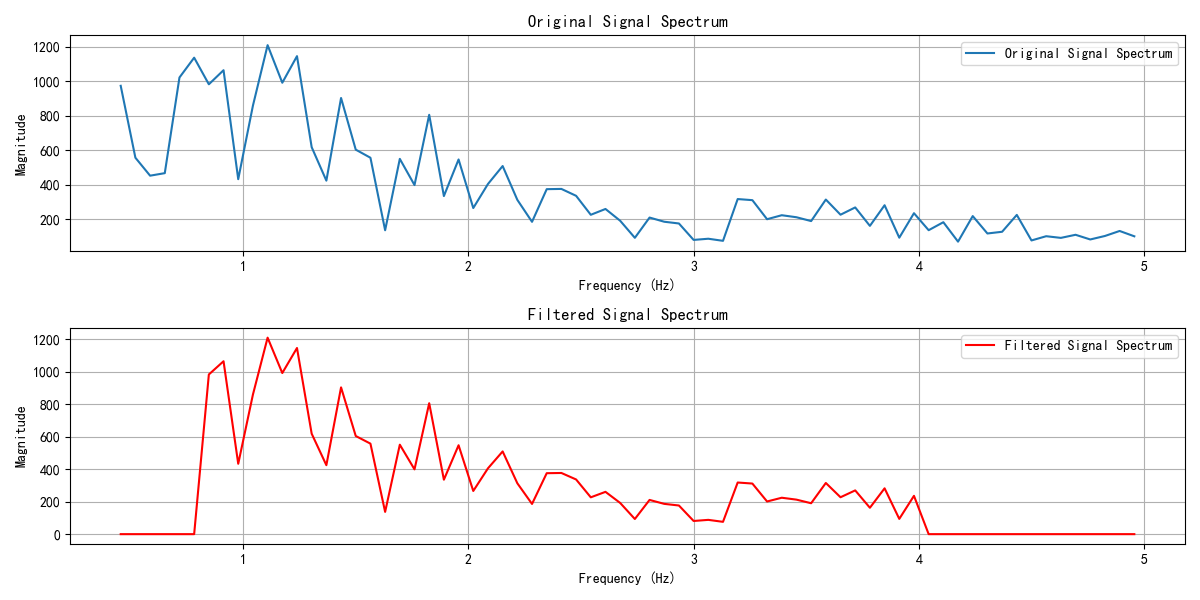 Original Signal Spectrum
1200
1000
800
600
400
200
Magnitude
Original Signal Spectrum
1 2 3 4 5
Frequency (Hz)
Filtered Signal Spectrum
1200
1000
800
600
400
200
0
Magnitude
Filtered Signal Spectrum
1 2 3 4 5
Frequency (Hz)